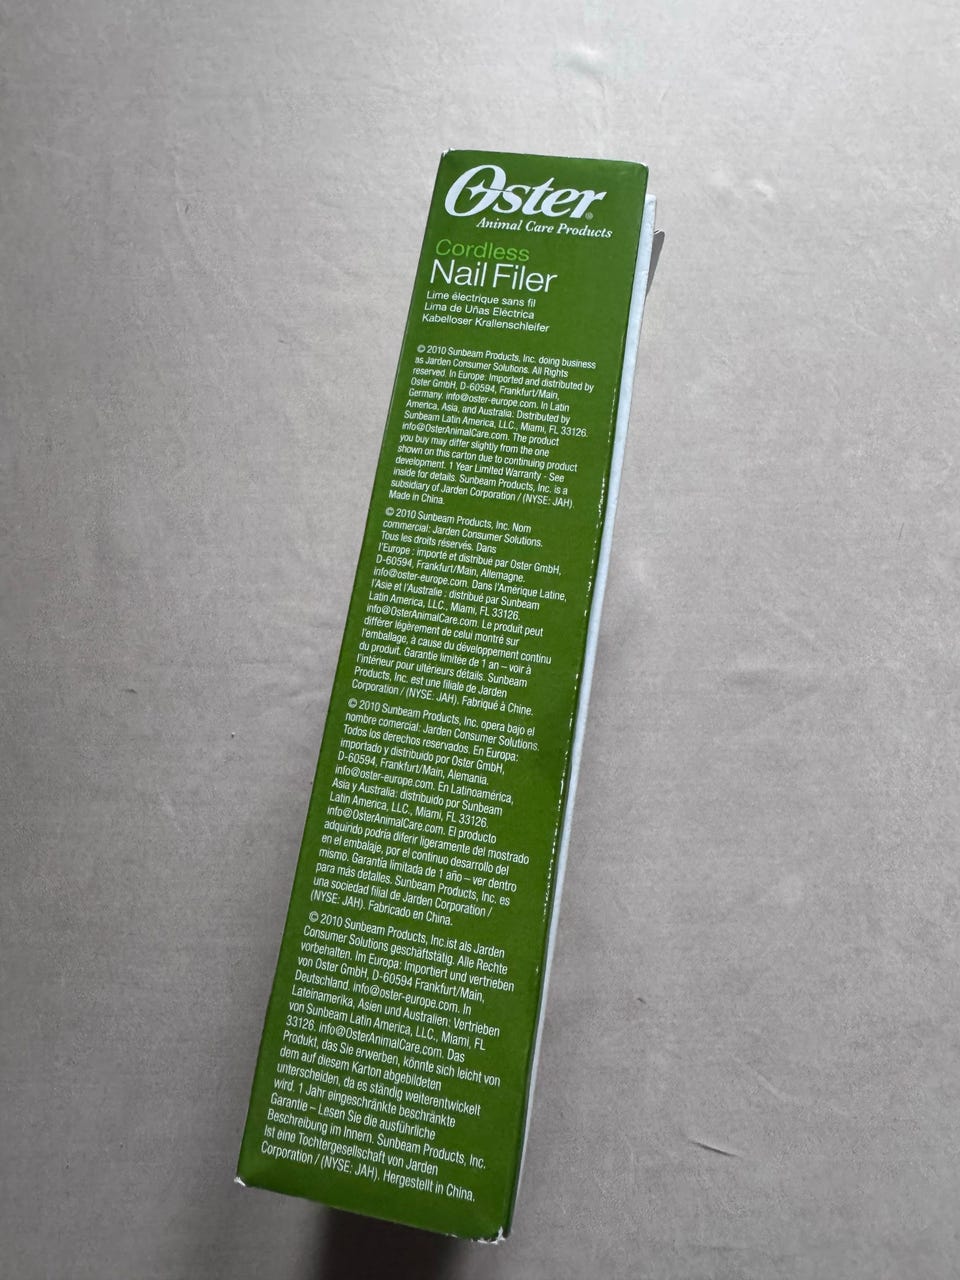 Oster®
Animal Care Products
Cordless
Nail Filer
Lime électrique sans fil
Lima de Uñas Eléctrica
Kabelloser Krallenschleifer
© 2010 Sunbeam Products, Inc. doing business
as Jarden Consumer Solutions. All Rights
reserved. In Europe: Imported and distributed by
Oster GmbH, D-60594, Frankfurt/Main,
Germany. info@oster-europe.com. In Latin
America, Asia, and Australia: Distributed by
Sunbeam Latin America, LLC., Miami, FL 33126.
info@OsterAnimalCare.com. The product
you buy may differ slightly from the one
shown on this carton due to continuing product
development. 1 Year Limited Warranty - See
inside for details. Sunbeam Products, Inc. is a
subsidiary of Jarden Corporation / (NYSE: JAH).
Made in China.
© 2010 Sunbeam Products, Inc. Nom
commercial: Jarden Consumer Solutions.
Tous les droits réservés. Dans
l'Europe : importé et distribué par Oster GmbH,
D-60594, Frankfurt/Main, Allemagne.
info@oster-europe.com. Dans l'Amérique Latine,
l'Asie et l'Australie : distribué par Sunbeam
Latin America, LLC., Miami, FL 33126.
info@OsterAnimalCare.com. Le produit peut
différer légèrement de celui montré sur
l'emballage, à cause du développement continu
du produit. Garantie limitée de 1 an – voir à
l'intérieur pour ultérieurs détails. Sunbeam
Products, Inc. est une filiale de Jarden
Corporation / (NYSE: JAH). Fabriqué à Chine.
© 2010 Sunbeam Products, Inc. opera bajo el
nombre comercial: Jarden Consumer Solutions.
Todos los derechos reservados. En Europa:
importado y distribuido por Oster GmbH,
D-60594, Frankfurt/Main, Alemania.
info@oster-europe.com. En Latinoamérica,
Asia y Australia: distribuido por Sunbeam
Latin America, LLC., Miami, FL 33126.
info@OsterAnimalCare.com. El producto
adquirido podría diferir ligeramente del mostrado
en el embalaje, por el continuo desarrollo del
mismo. Garantía limitada de 1 año – ver dentro
para más detalles. Sunbeam Products, Inc. es
una sociedad filial de Jarden Corporation /
(NYSE: JAH). Fabricado en China.
© 2010 Sunbeam Products, Inc.ist als Jarden
Consumer Solutions geschäftstätig. Alle Rechte
vorbehalten. Im Europa: Importiert und vertrieben
von Oster GmbH, D-60594 Frankfurt/Main,
Deutschland. info@oster-europe.com. In
Lateinamerika, Asien und Australien: Vertrieben
von Sunbeam Latin America, LLC., Miami, FL
33126. info@OsterAnimalCare.com. Das
Produkt, das Sie erwerben, könnte sich leicht von
dem auf diesem Karton abgebildeten
unterscheiden, da es ständig weiterentwickelt
wird. 1 Jahr eingeschränkte beschränkte
Garantie – Lesen Sie die ausführliche
Beschreibung im Innern. Sunbeam Products, Inc.
Ist eine Tochtergesellschaft von Jarden
Corporation / (NYSE: JAH). Hergestellt in China.